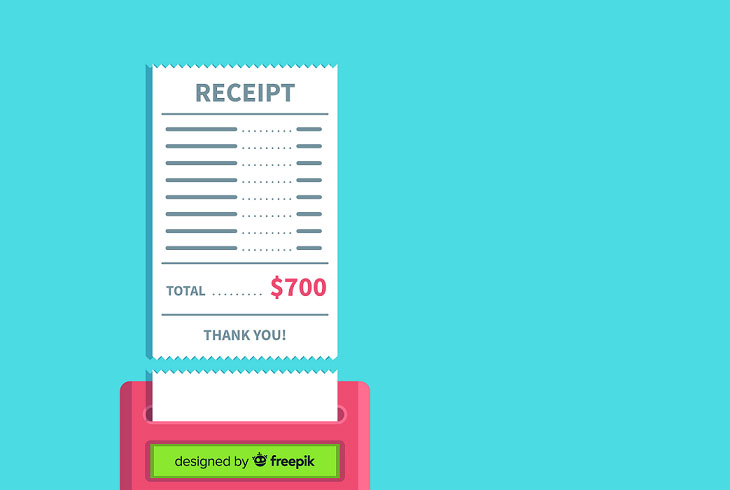 RECEIPT
TOTAL ......... $700
THANK YOU!
designed by freepik